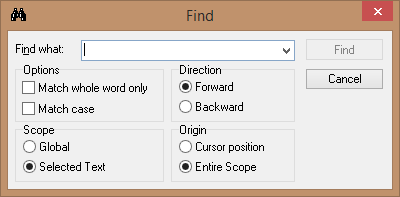 Find
Find what:
Find
Options
Match whole word only
Match case
Direction
Forward
Backward
Cancel
Scope
Global
Selected Text
Origin
Cursor position
Entire Scope